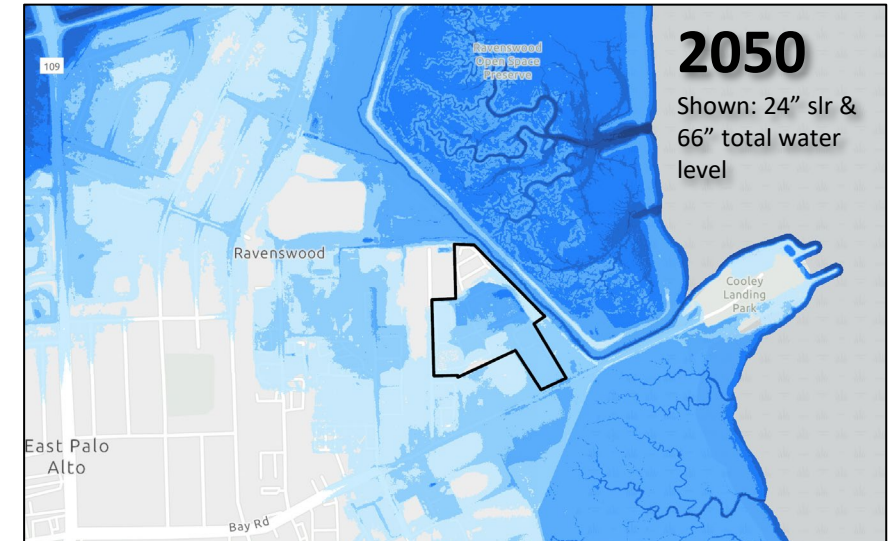 109
Ravenswood
Open Space
Preserve
2050
Shown: 24” slr &
66” total water
level
Ravenswood
Cooley
Landing
Park
East Palo
Alto
Bay Rd